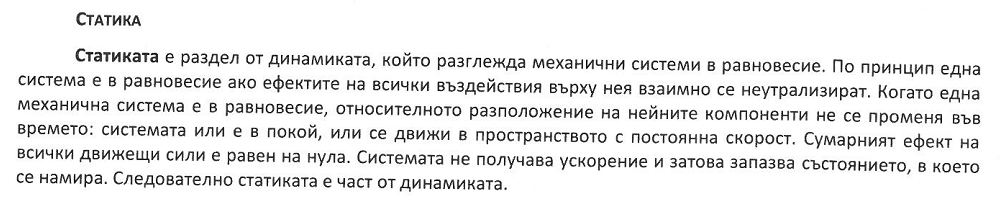 СТАТИКА
Статиката е раздел от динамиката, който разглежда механични системи в равновесие. По принцип една
система е в равновесие ако ефектите на всички въздействия върху нея взаимно се неутрализират. Когато една
механична система е в равновесие, относителното разположение на нейните компоненти не се променя във
времето: системата или е в покой, или се движи в пространството с постоянна скорост. Сумарният ефект на
всички движещи сили е равен на нула. Системата не получава ускорение и затова запазва състоянието, в което
се намира. Следователно статиката е част от динамиката.